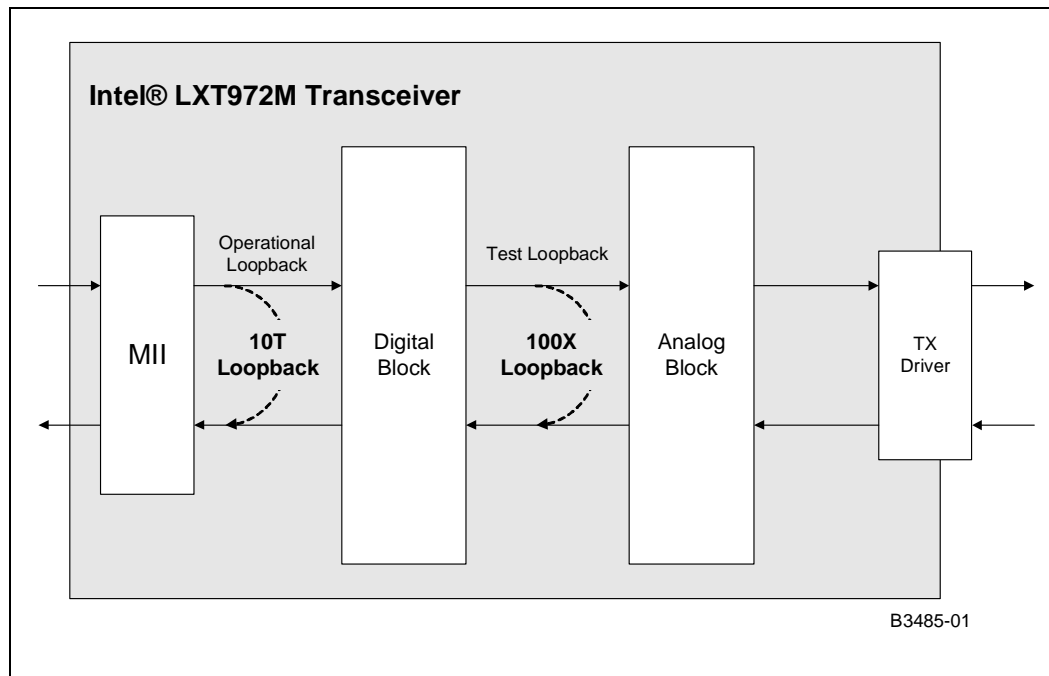 Intel® LXT972M Transceiver
Operational
Loopback
Test Loopback
MII
10T
Loopback
Digital
Block
100X
Loopback
Analog
Block
TX
Driver
B3485-01